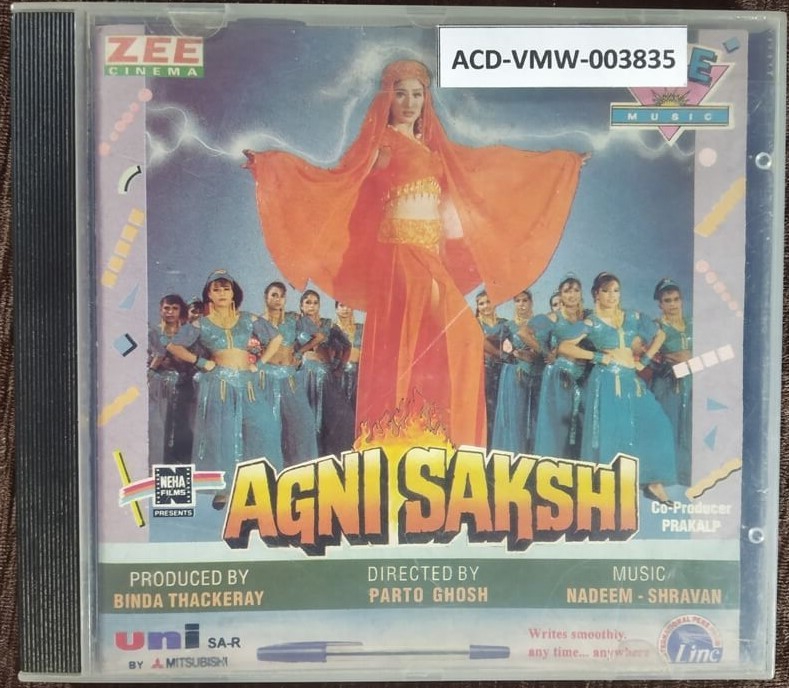 ZEE
CINEMA
ACD-VMW-003835
MUSIC
NEHA
FILMS
PRESENTS
AGNI SAKSHI
Co-Producer
PRAKALP
PRODUCED BY
BINDA THACKERAY
DIRECTED BY
PARTO GHOSH
MUSIC
NADEEM - SHRAVAN
uni SA-R
BY MITSUBISHI
Writes smoothly,
any time... anywhere
Linc